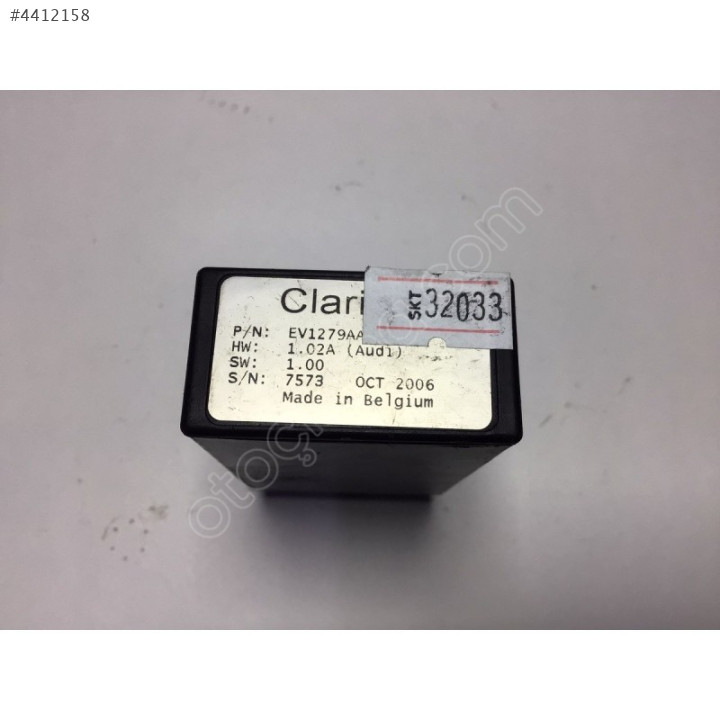 #4412158
Clari
SKT 32033
P/N: EV1279AA
HW: 1.02A (Audi)
SW: 1.00
S/N: 7573 OCT 2006
Made in Belgium